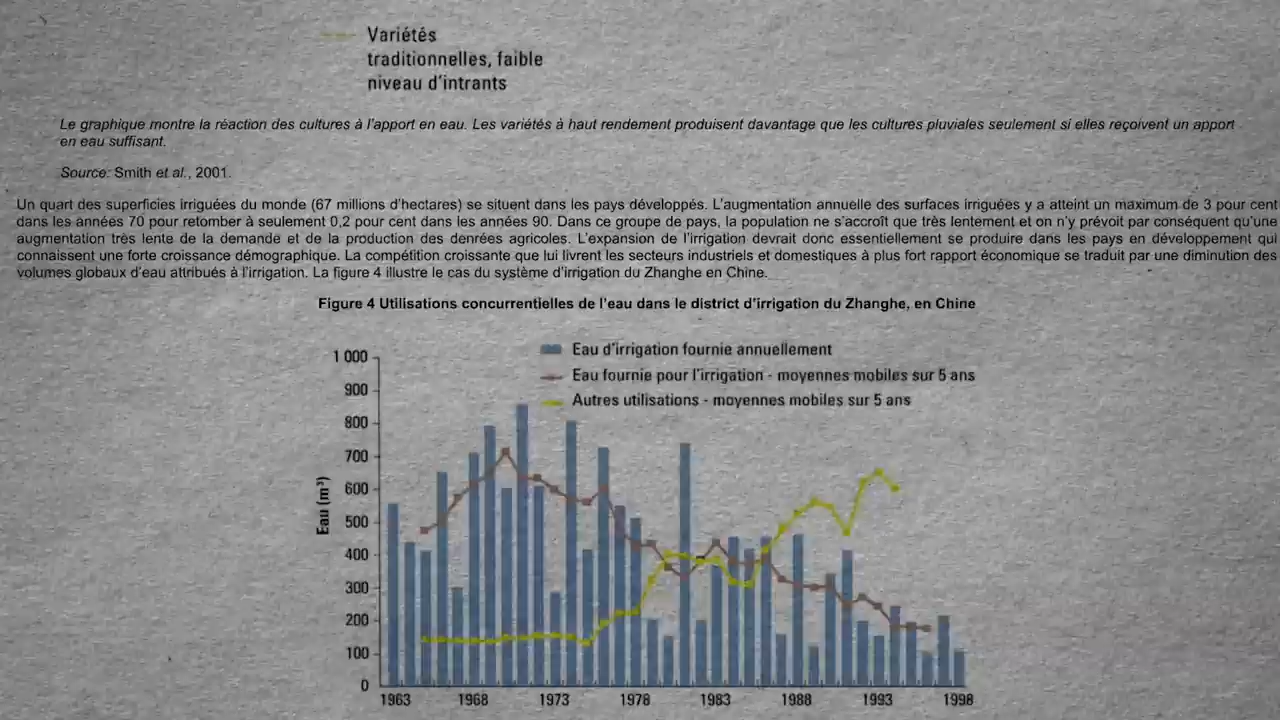 Variétés
traditionnelles, faible
niveau d'intrants
Le graphique montre la réaction des cultures à l'apport en eau. Les variétés à haut rendement produisent davantage que les cultures pluviales seulement si elles reçoivent un apport
en eau suffisant.
Source: Smith et al., 2001.
Un quart des superficies irriguées du monde (67 millions d'hectares) se situent dans les pays développés. L'augmentation annuelle des surfaces irriguées y a atteint un maximum de 3 pour cent
dans les années 70 pour retomber à seulement 0,2 pour cent dans les années 90. Dans ce groupe de pays, la population ne s'accroît que très lentement et on n'y prévoit par conséquent qu'une
augmentation très lente de la demande et de la production des denrées agricoles. L'expansion de l'irrigation devrait donc essentiellement se produire dans les pays en développement qui
connaissent une forte croissance démographique. La compétition croissante que lui livrent les secteurs industriels et domestiques à plus fort rapport économique se traduit par une diminution des
volumes globaux d'eau attribués à l'irrigation. La figure 4 illustre le cas du système d'irrigation du Zhanghe en Chine.
Figure 4 Utilisations concurrentielles de l'eau dans le district d'irrigation du Zhanghe, en Chine
Eau d'irrigation fournie annuellement
Eau fournie pour l'irrigation - moyennes mobiles sur 5 ans
Autres utilisations - moyennes mobiles sur 5 ans
Eau (m³)
1 000
900
800
700
600
500
400
300
200
100
0
1963 1968 1973 1978 1983 1988 1993 1998